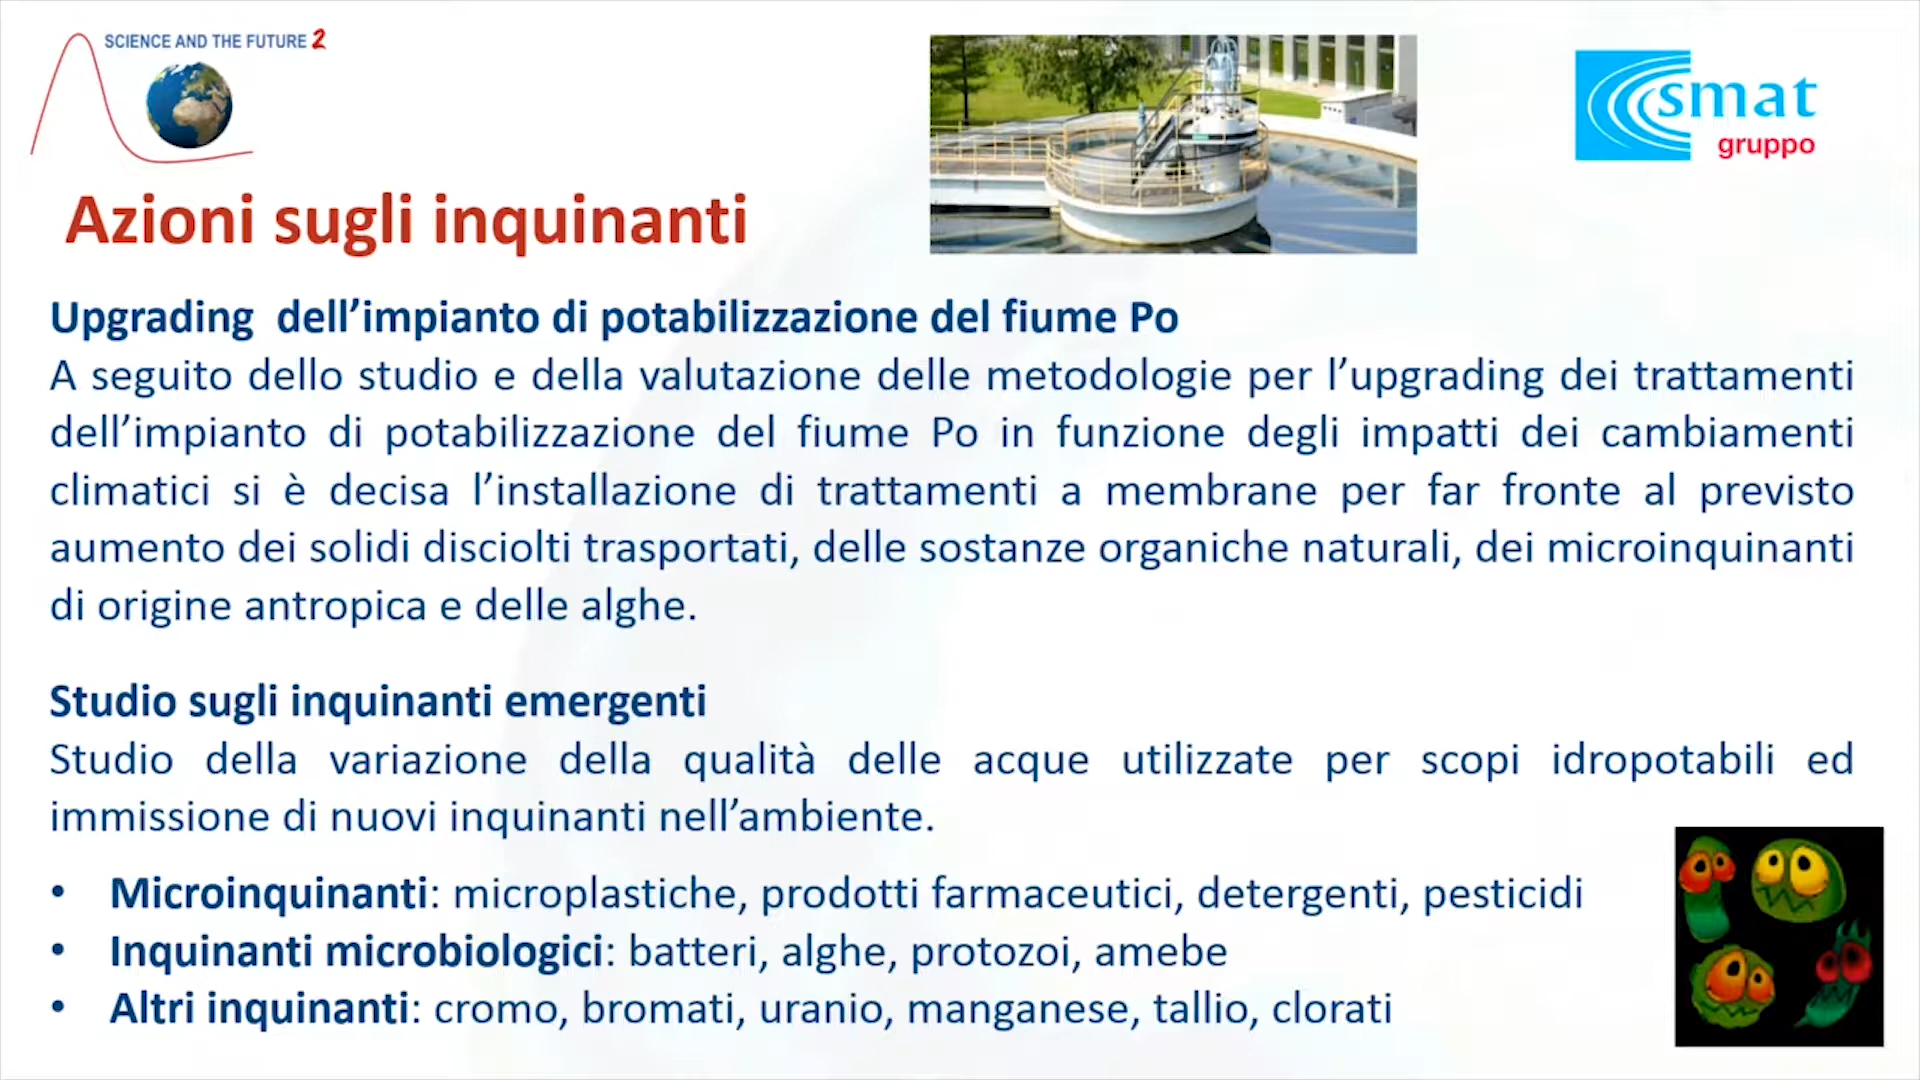 SCIENCE AND THE FUTURE 2
smat
gruppo
Azioni sugli inquinanti
Upgrading dell’impianto di potabilizzazione del fiume Po
A seguito dello studio e della valutazione delle metodologie per l’upgrading dei trattamenti
dell’impianto di potabilizzazione del fiume Po in funzione degli impatti dei cambiamenti
climatici si è decisa l’installazione di trattamenti a membrane per far fronte al previsto
aumento dei solidi disciolti trasportati, delle sostanze organiche naturali, dei microinquinanti
di origine antropica e delle alghe.
Studio sugli inquinanti emergenti
Studio della variazione della qualità delle acque utilizzate per scopi idropotabili ed
immissione di nuovi inquinanti nell’ambiente.
• Microinquinanti: microplastiche, prodotti farmaceutici, detergenti, pesticidi
• Inquinanti microbiologici: batteri, alghe, protozoi, amebe
• Altri inquinanti: cromo, bromati, uranio, manganese, tallio, clorati